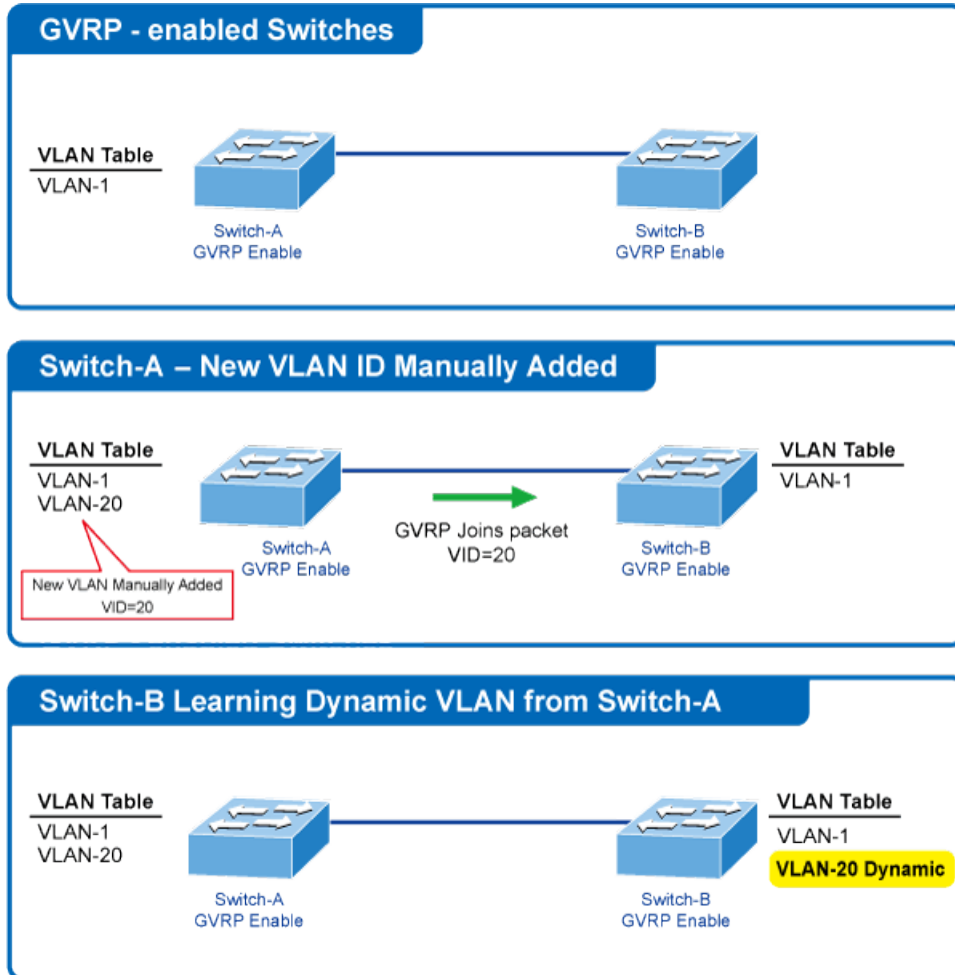 GVRP - enabled Switches
VLAN Table
VLAN-1
Switch-A
GVRP Enable
Switch-B
GVRP Enable
Switch-A – New VLAN ID Manually Added
VLAN Table
VLAN-1
VLAN-20
New VLAN Manually Added
VID=20
Switch-A
GVRP Enable
GVRP Joins packet
VID=20
Switch-B
GVRP Enable
VLAN Table
VLAN-1
Switch-B Learning Dynamic VLAN from Switch-A
VLAN Table
VLAN-1
VLAN-20
Switch-A
GVRP Enable
Switch-B
GVRP Enable
VLAN Table
VLAN-1
VLAN-20 Dynamic